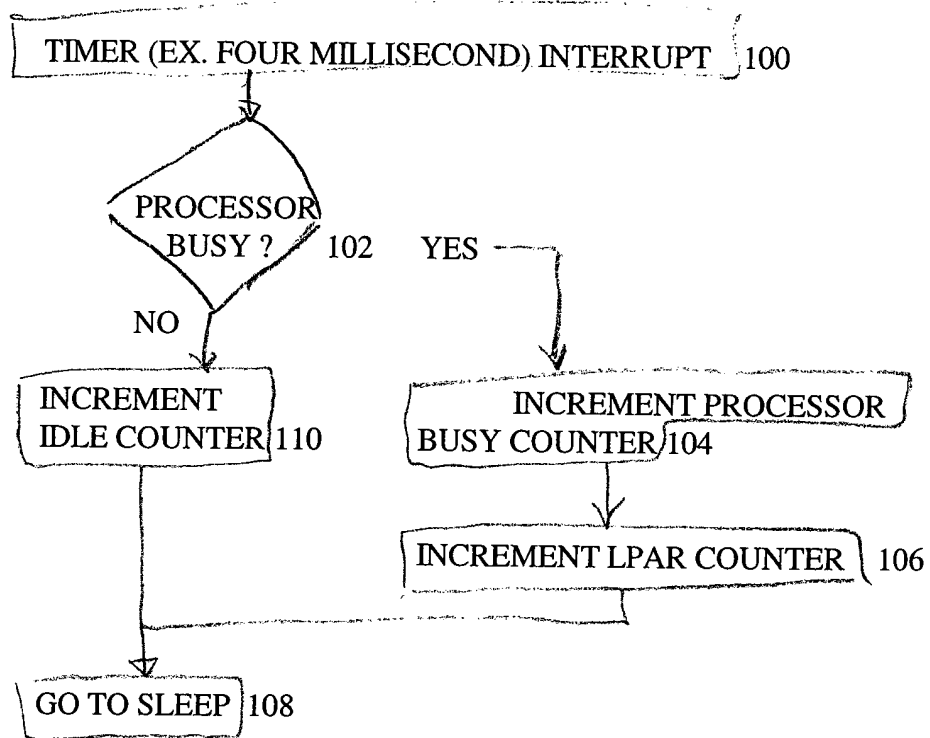 TIMER (EX. FOUR MILLISECOND) INTERRUPT 100
PROCESSOR
BUSY ? 102
YES
NO
INCREMENT
IDLE COUNTER 110
INCREMENT PROCESSOR
BUSY COUNTER 104
INCREMENT LPAR COUNTER 106
GO TO SLEEP 108